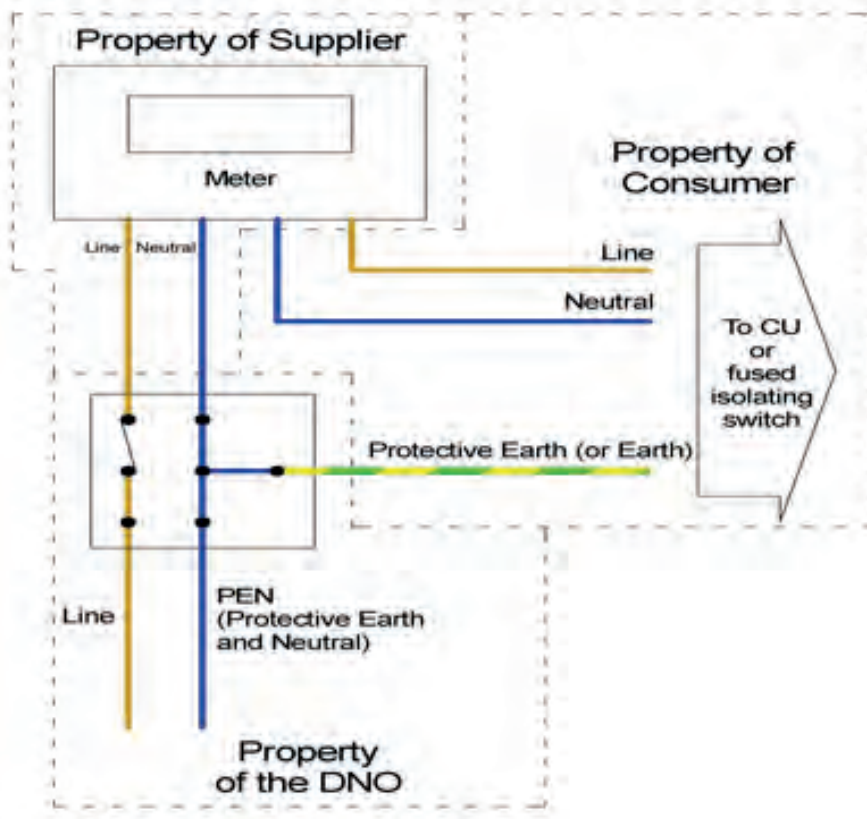 Property of Supplier
Meter
Line
Neutral
Property of
Consumer
Line
Neutral
To CU
or
fused
isolating
switch
Protective Earth (or Earth)
Line
PEN
(Protective Earth
and Neutral)
Property
of the DNO